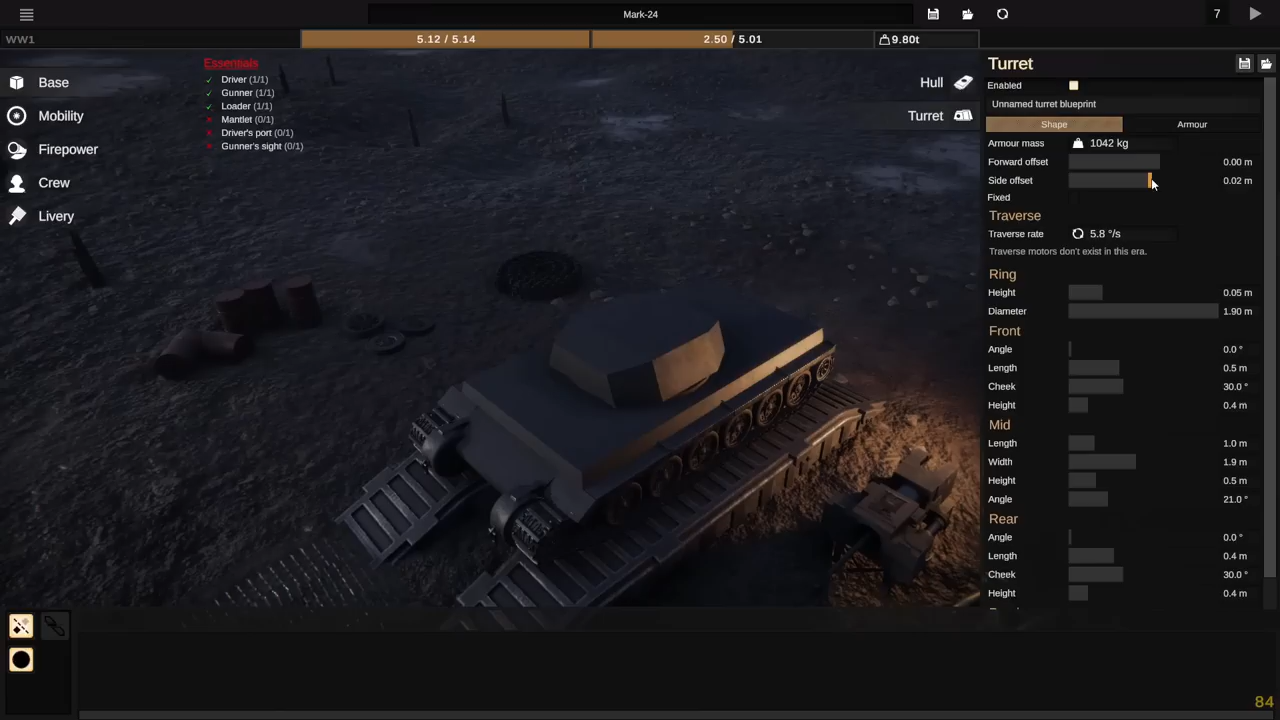 Mark-24
7
WW1
5.12 / 5.14
2.50 / 5.01
9.80t
Essentials
Driver (1/1)
Gunner (1/1)
Loader (1/1)
Mantlet (0/1)
Driver's port (0/1)
Gunner's sight (0/1)
Base
Mobility
Firepower
Crew
Livery
Hull
Turret
Turret
Enabled
Unnamed turret blueprint
Shape
Armour
Armour mass 1042 kg
Forward offset 0.00 m
Side offset 0.02 m
Fixed
Traverse
Traverse rate 5.8 °/s
Traverse motors don't exist in this era.
Ring
Height 0.05 m
Diameter 1.90 m
Front
Angle 0.0 °
Length 0.5 m
Cheek 30.0 °
Height 0.4 m
Mid
Length 1.0 m
Width 1.9 m
Height 0.5 m
Angle 21.0 °
Rear
Angle 0.0 °
Length 0.4 m
Cheek 30.0 °
Height 0.4 m
84